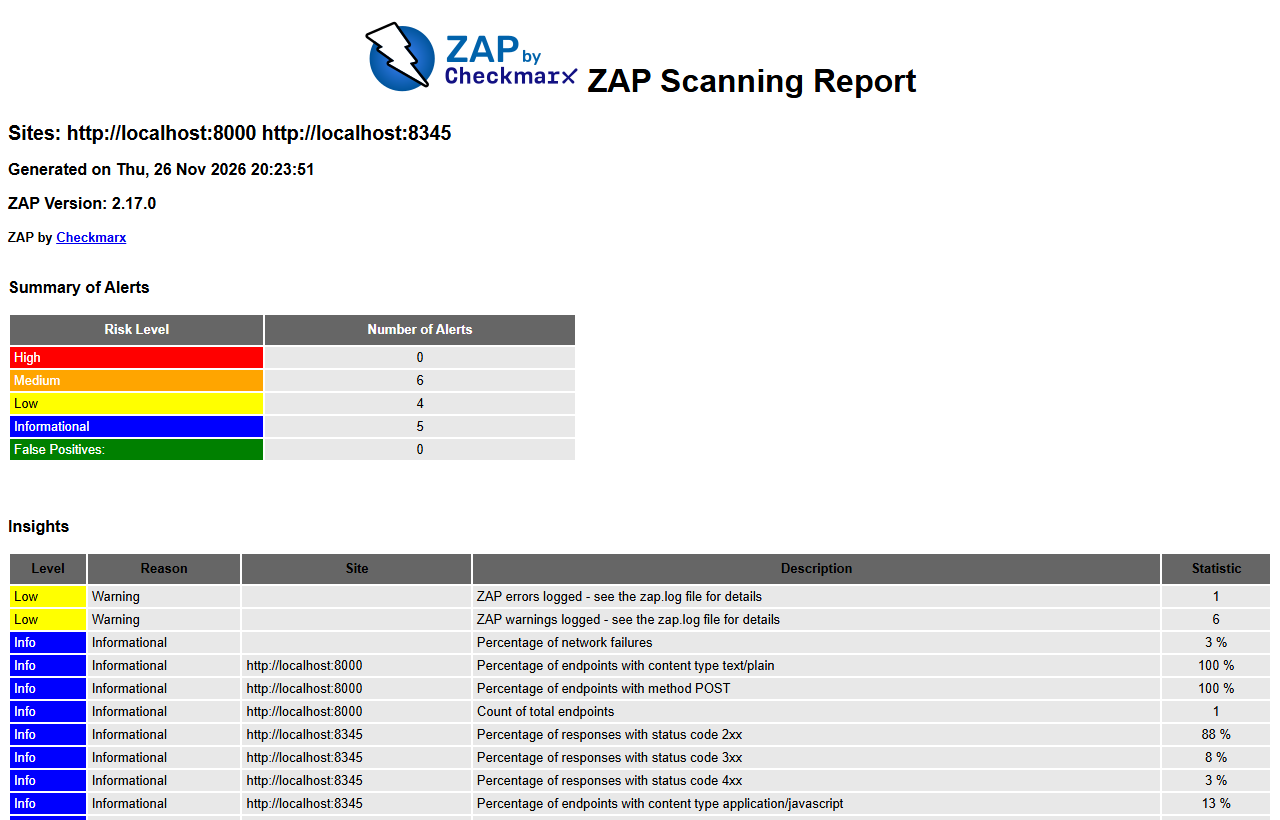 ZAP by
Checkmarx ZAP Scanning Report
Sites: http://localhost:8000 http://localhost:8345
Generated on Thu, 26 Nov 2026 20:23:51
ZAP Version: 2.17.0
ZAP by Checkmarx
Summary of Alerts
Risk Level Number of Alerts
High 0
Medium 6
Low 4
Informational 5
False Positives: 0
Insights
Level Reason Site Description Statistic
Low Warning ZAP errors logged - see the zap.log file for details 1
Low Warning ZAP warnings logged - see the zap.log file for details 6
Info Informational Percentage of network failures 3 %
Info Informational http://localhost:8000 Percentage of endpoints with content type text/plain 100 %
Info Informational http://localhost:8000 Percentage of endpoints with method POST 100 %
Info Informational http://localhost:8000 Count of total endpoints 1
Info Informational http://localhost:8345 Percentage of responses with status code 2xx 88 %
Info Informational http://localhost:8345 Percentage of responses with status code 3xx 8 %
Info Informational http://localhost:8345 Percentage of responses with status code 4xx 3 %
Info Informational http://localhost:8345 Percentage of endpoints with content type application/javascript 13 %